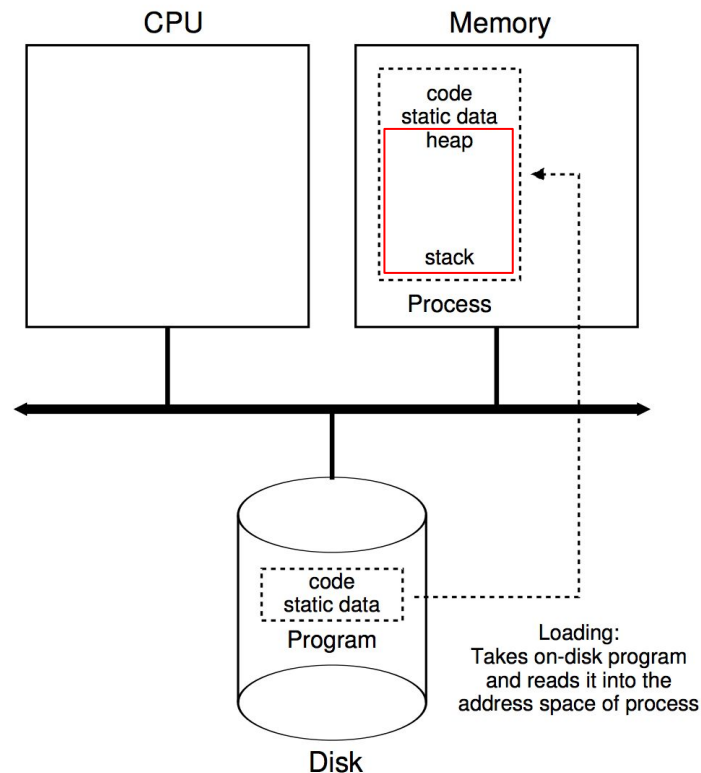 CPU
Memory
code
static data
heap
stack
Process
code
static data
Program
Loading:
Takes on-disk program
and reads it into the
address space of process
Disk